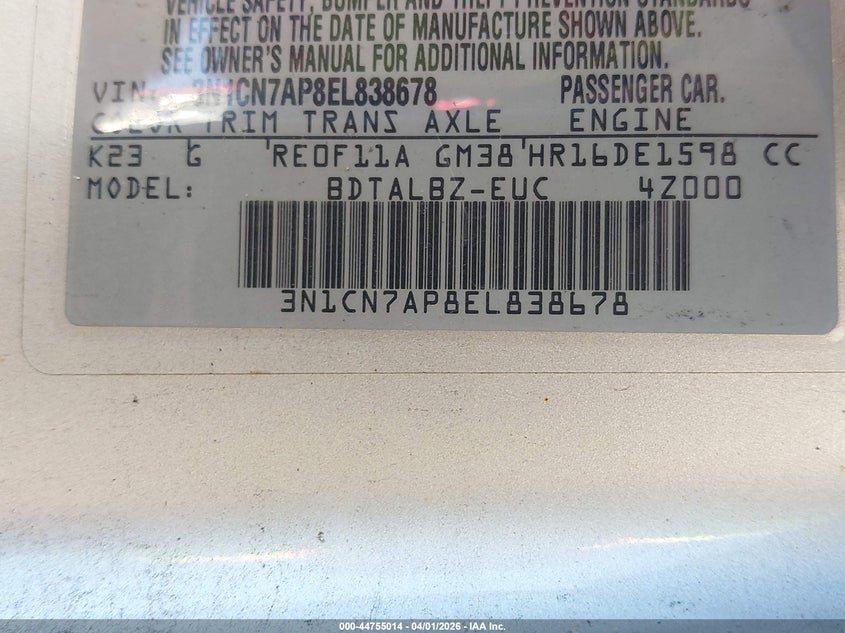 VEHICLE SAFETY, BUMPER AND THEFT PREVENTION STANDARDS
IN EFFECT ON THE DATE OF MANUFACTURE SHOWN ABOVE.
SEE OWNER'S MANUAL FOR ADDITIONAL INFORMATION.
VIN: 3N1CN7AP8EL838678 PASSENGER CAR.
COLOR TRIM TRANS AXLE ENGINE
K23 G RE0F11A GM38 HR16DE1598 CC
MODEL: BDTALBZ-EUC 4Z000
3N1CN7AP8EL838678
000-44755014 - 04/01/2026 - IAA Inc.